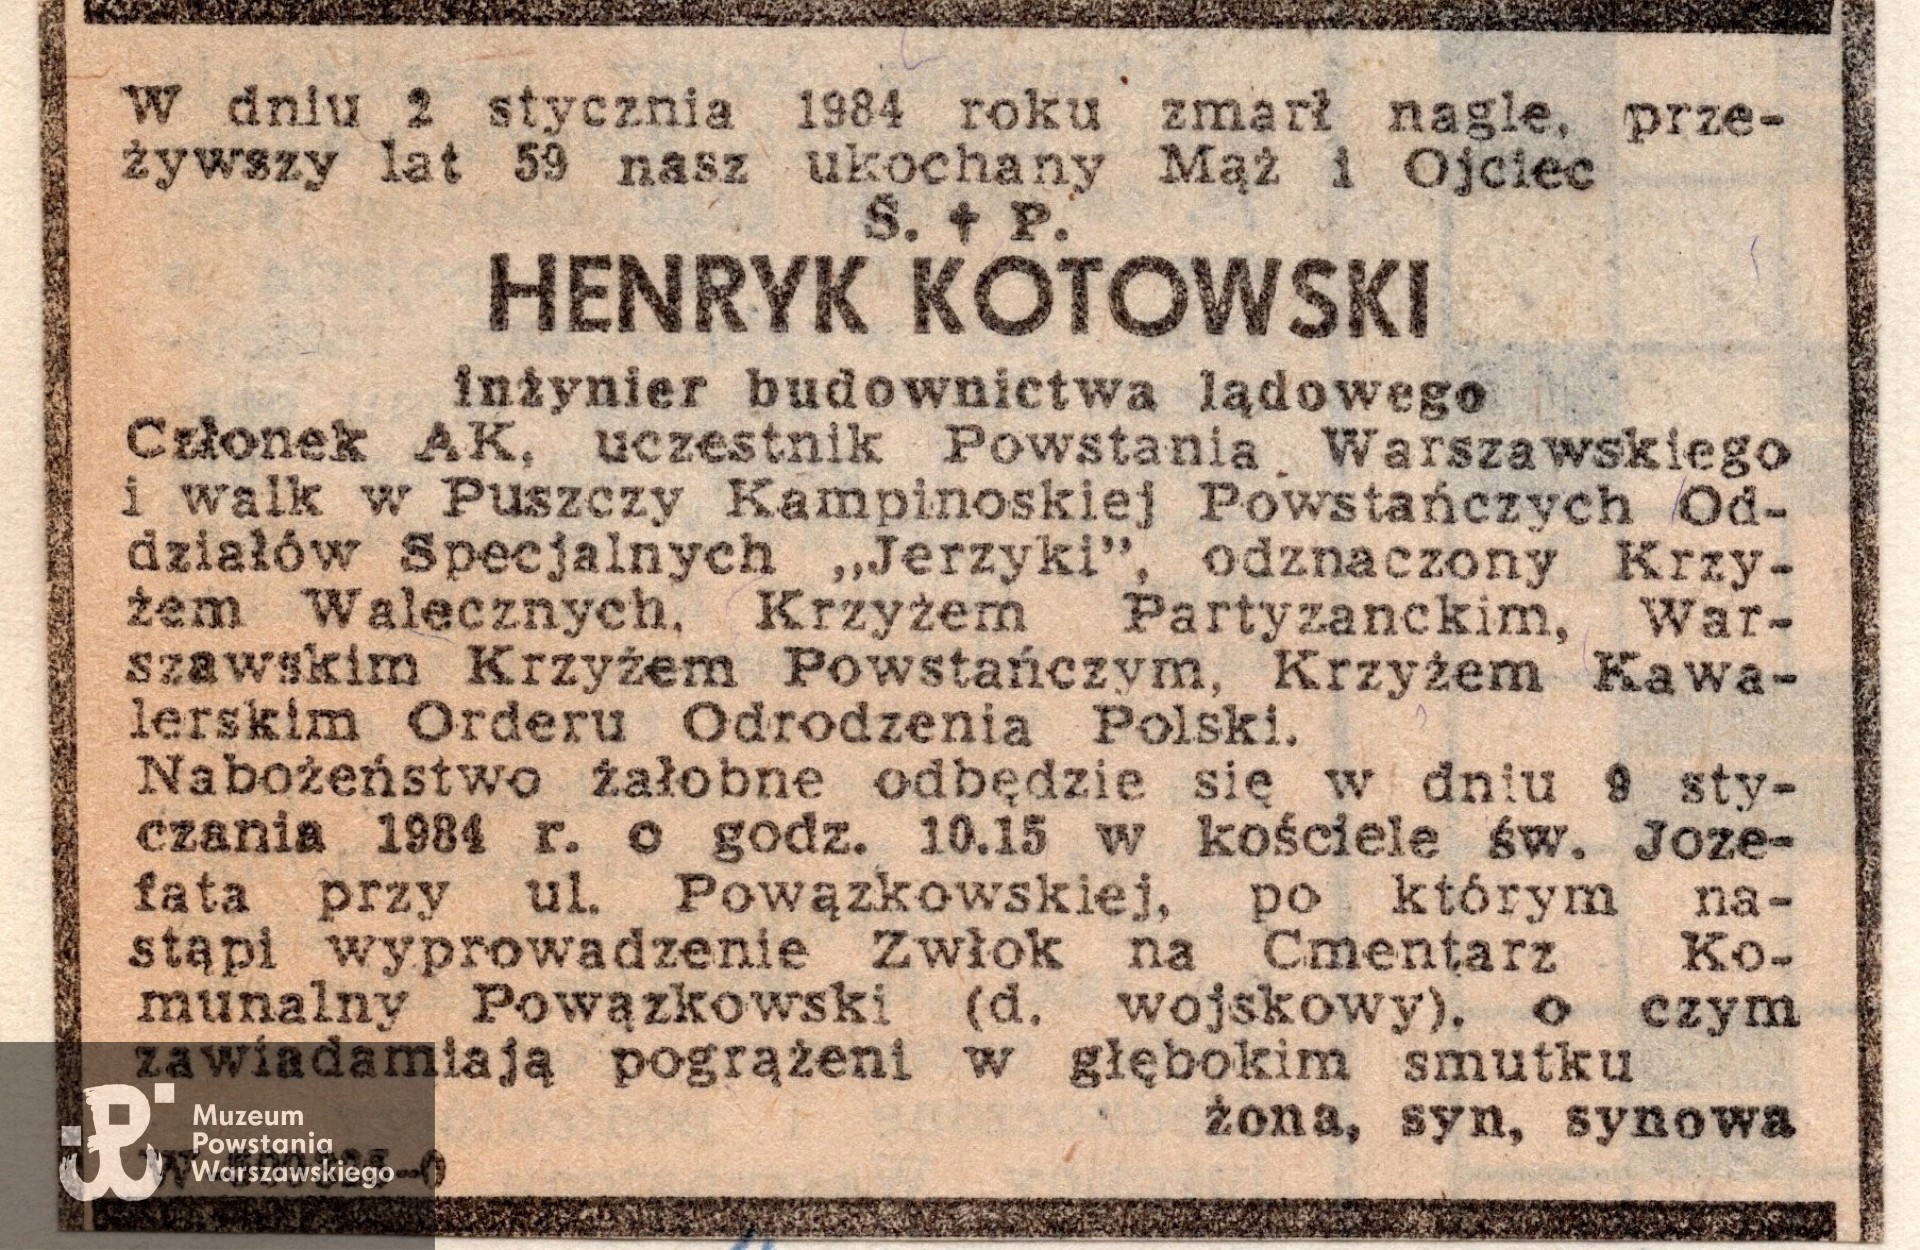 W dniu 2 stycznia 1984 roku zmarł nagle, prze-
żywszy lat 59 nasz ukochany Mąż i Ojciec
Ś. † P.
HENRYK KOTOWSKI
inżynier budownictwa lądowego
Członek AK, uczestnik Powstania Warszawskiego
i walk w Puszczy Kampinoskiej Powstańczych Od-
działów Specjalnych „Jerzyki”, odznaczony Krzy-
żem Walecznych, Krzyżem Partyzanckim, War-
szawskim Krzyżem Powstańczym, Krzyżem Kawa-
lerskim Orderu Odrodzenia Polski.
Nabożeństwo żałobne odbędzie się w dniu 9 sty-
cznia 1984 r. o godz. 10.15 w kościele św. Joze-
fata przy ul. Powązkowskiej, po którym na-
stąpi wyprowadzenie Zwłok na Cmentarz Ko-
munalny Powązkowski (d. wojskowy), o czym
zawiadamiają pogrążeni w głębokim smutku
żona, syn, synowa
Muzeum
Powstania
Warszawskiego